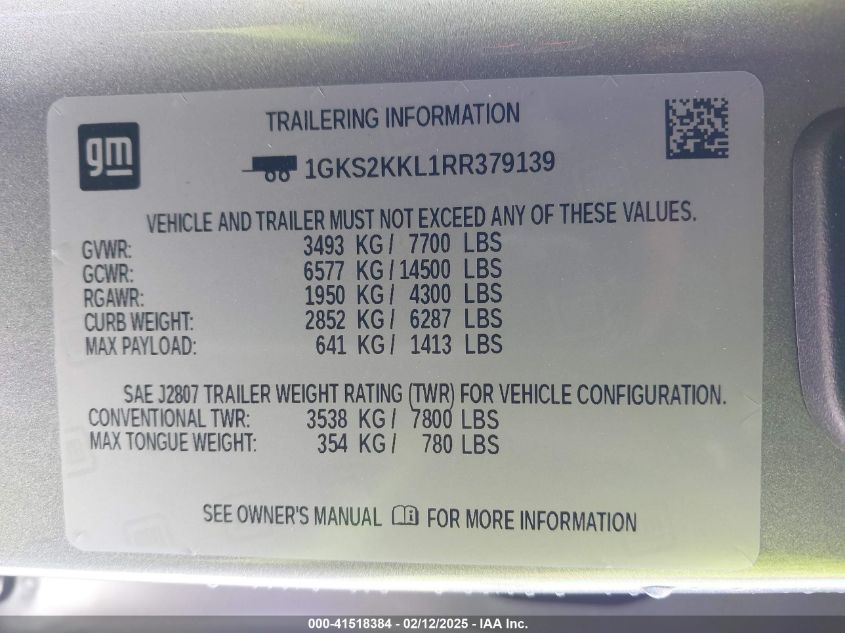 gm
TRAILERING INFORMATION
1GKS2KKL1RR379139
VEHICLE AND TRAILER MUST NOT EXCEED ANY OF THESE VALUES.
GVWR: 3493 KG/ 7700 LBS
GCWR: 6577 KG/14500 LBS
RGAWR: 1950 KG/ 4300 LBS
CURB WEIGHT: 2852 KG/ 6287 LBS
MAX PAYLOAD: 641 KG/ 1413 LBS
SAE J2807 TRAILER WEIGHT RATING (TWR) FOR VEHICLE CONFIGURATION.
CONVENTIONAL TWR: 3538 KG/ 7800 LBS
MAX TONGUE WEIGHT: 354 KG/ 780 LBS
SEE OWNER'S MANUAL FOR MORE INFORMATION
000-41518384 - 02/12/2025 - IAA Inc.